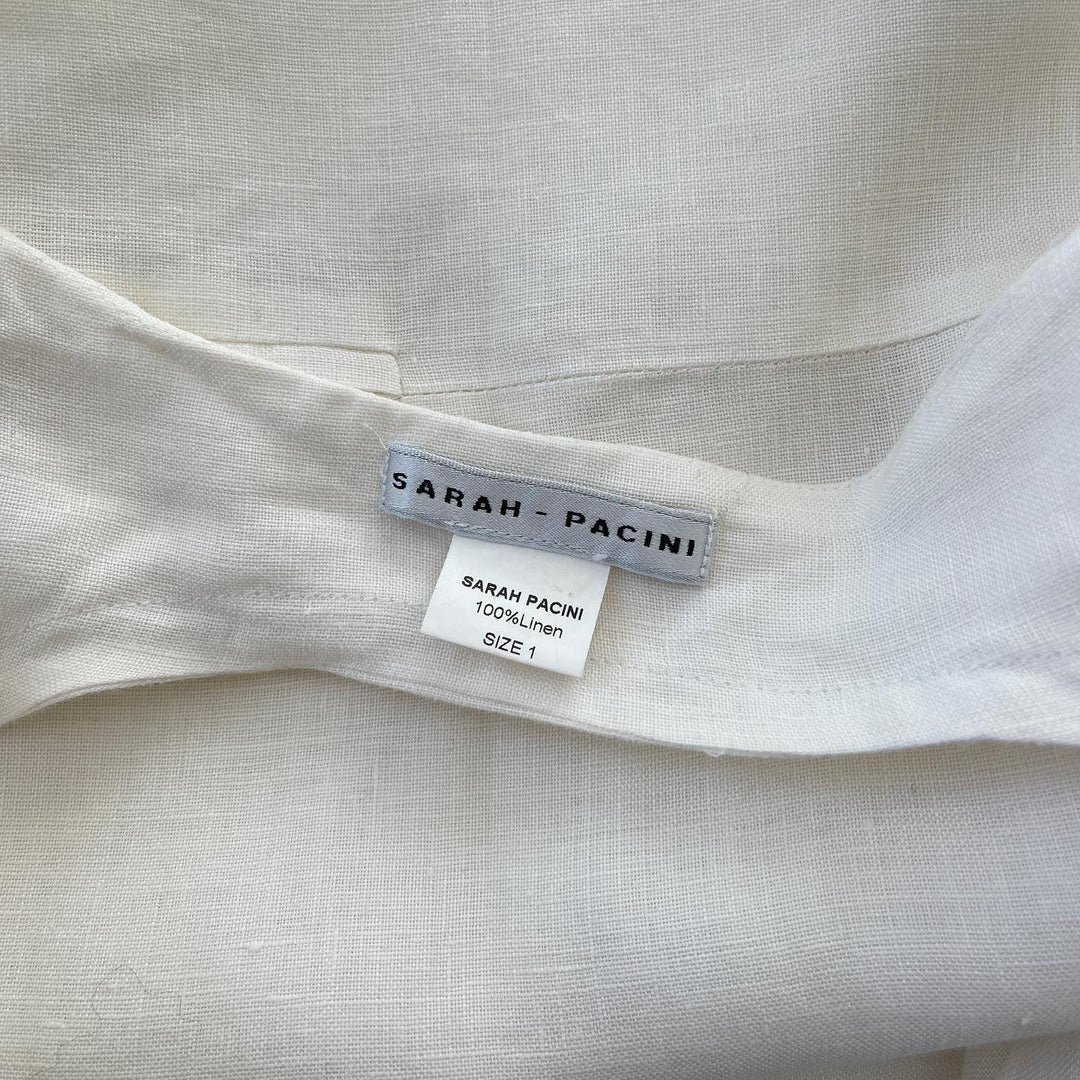 SARAH - PACINI
SARAH PACINI
100%Linen
SIZE 1